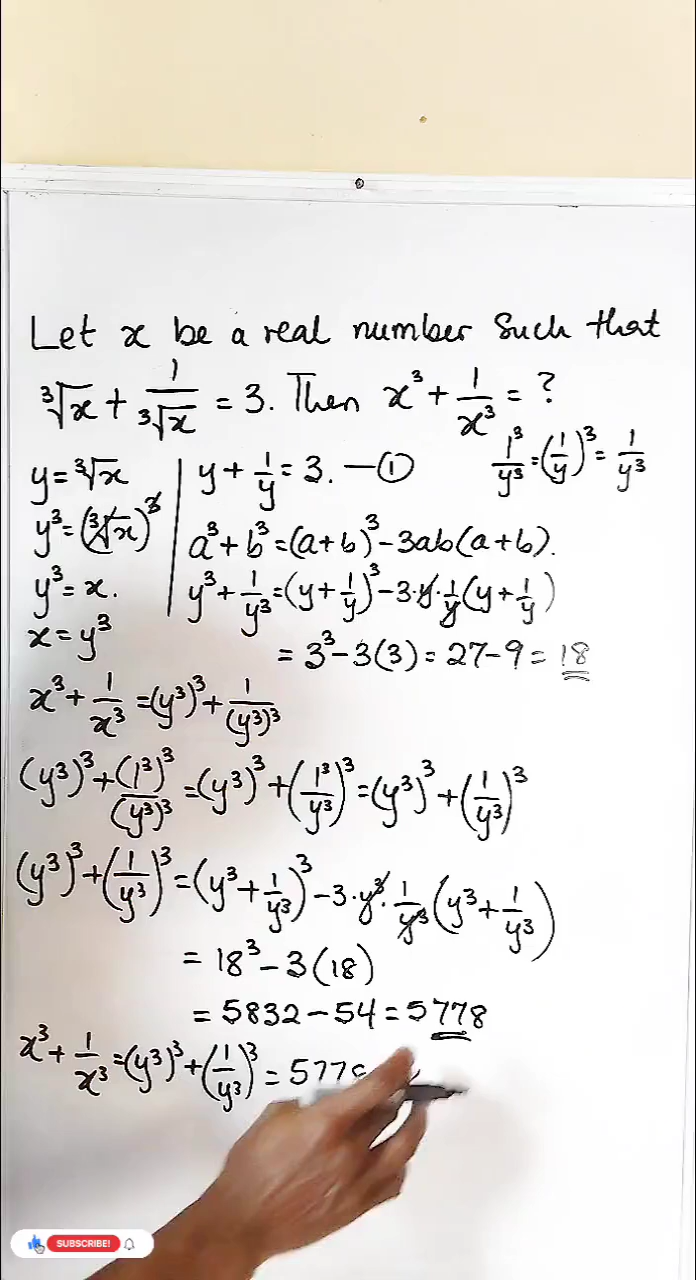 Let x be a real number such that
∛x + 1/∛x = 3. Then x³ + 1/x³ = ?
y = ∛x
y³ = (∛x)³
y³ = x.
x = y³
y + 1/y = 3. — ①
1³/y³ = (1/y)³ = 1/y³
a³ + b³ = (a + b)³ - 3ab(a + b).
y³ + 1/y³ = (y + 1/y)³ - 3·y·1/y(y + 1/y)
= 3³ - 3(3) = 27 - 9 = 18
x³ + 1/x³ = (y³)³ + 1/(y³)³
(y³)³ + (1³)³/(y³)³ = (y³)³ + (1³/y³)³ = (y³)³ + (1/y³)³
(y³)³ + (1/y³)³ = (y³ + 1/y³)³ - 3·y³·1/y³(y³ + 1/y³)
= 18³ - 3(18)
= 5832 - 54 = 5778
x³ + 1/x³ = (y³)³ + (1/y³)³ = 5778
SUBSCRIBE!